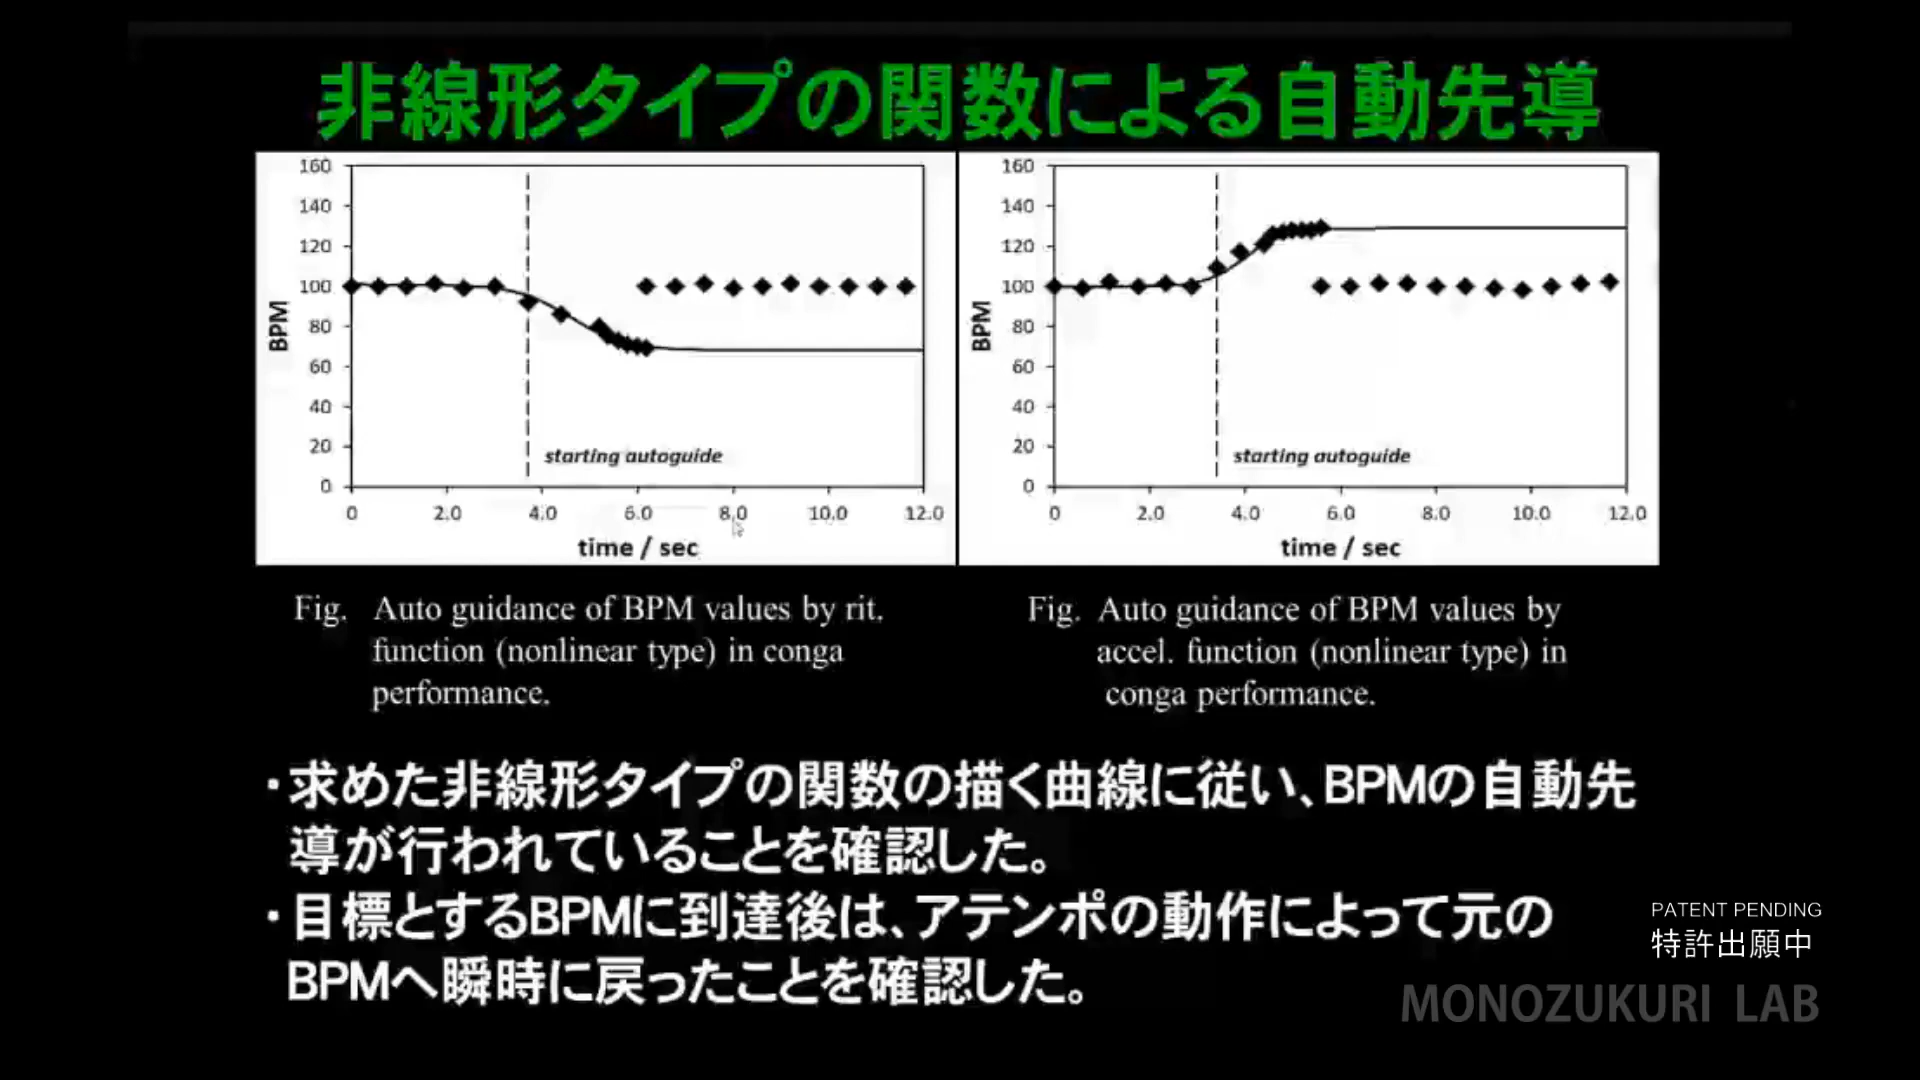 非線形タイプの関数による自動先導
160
140
120
100
80
60
40
20
0
BPM
starting autoguide
0 2.0 4.0 6.0 8.0 10.0 12.0
time / sec
160
140
120
100
80
60
40
20
0
BPM
starting autoguide
0 2.0 4.0 6.0 8.0 10.0 12.0
time / sec
Fig. Auto guidance of BPM values by rit.
function (nonlinear type) in conga
performance.
Fig. Auto guidance of BPM values by
accel. function (nonlinear type) in
conga performance.
・求めた非線形タイプの関数の描く曲線に従い、BPMの自動先
導が行われていることを確認した。
・目標とするBPMに到達後は、アテンポの動作によって元の
BPMへ瞬時に戻ったことを確認した。
PATENT PENDING
特許出願中
MONOZUKURI LAB